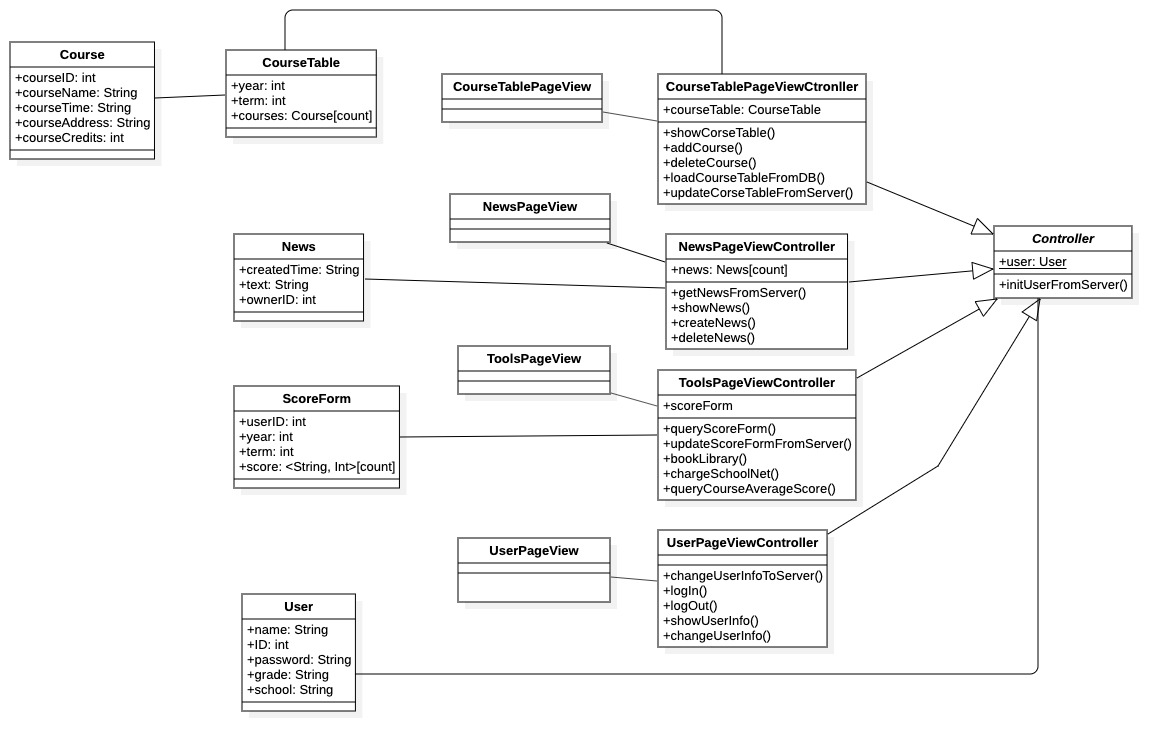 Course
+courseID: int
+courseName: String
+courseTime: String
+courseAddress: String
+courseCredits: int
CourseTable
+year: int
+term: int
+courses: Course[count]
CourseTablePageView
CourseTablePageViewCtronller
+courseTable: CourseTable
+showCorseTable()
+addCourse()
+deleteCourse()
+loadCourseTableFromDB()
+updateCorseTableFromServer()
NewsPageView
News
+createdTime: String
+text: String
+ownerID: int
NewsPageViewController
+news: News[count]
+getNewsFromServer()
+showNews()
+createNews()
+deleteNews()
Controller
+user: User
+initUserFromServer()
ToolsPageView
ScoreForm
+userID: int
+year: int
+term: int
+score: <String, Int>[count]
ToolsPageViewController
+scoreForm
+queryScoreForm()
+updateScoreFormFromServer()
+bookLibrary()
+chargeSchoolNet()
+queryCourseAverageScore()
UserPageView
UserPageViewController
+changeUserInfoToServer()
+logIn()
+logOut()
+showUserInfo()
+changeUserInfo()
User
+name: String
+ID: int
+password: String
+grade: String
+school: String